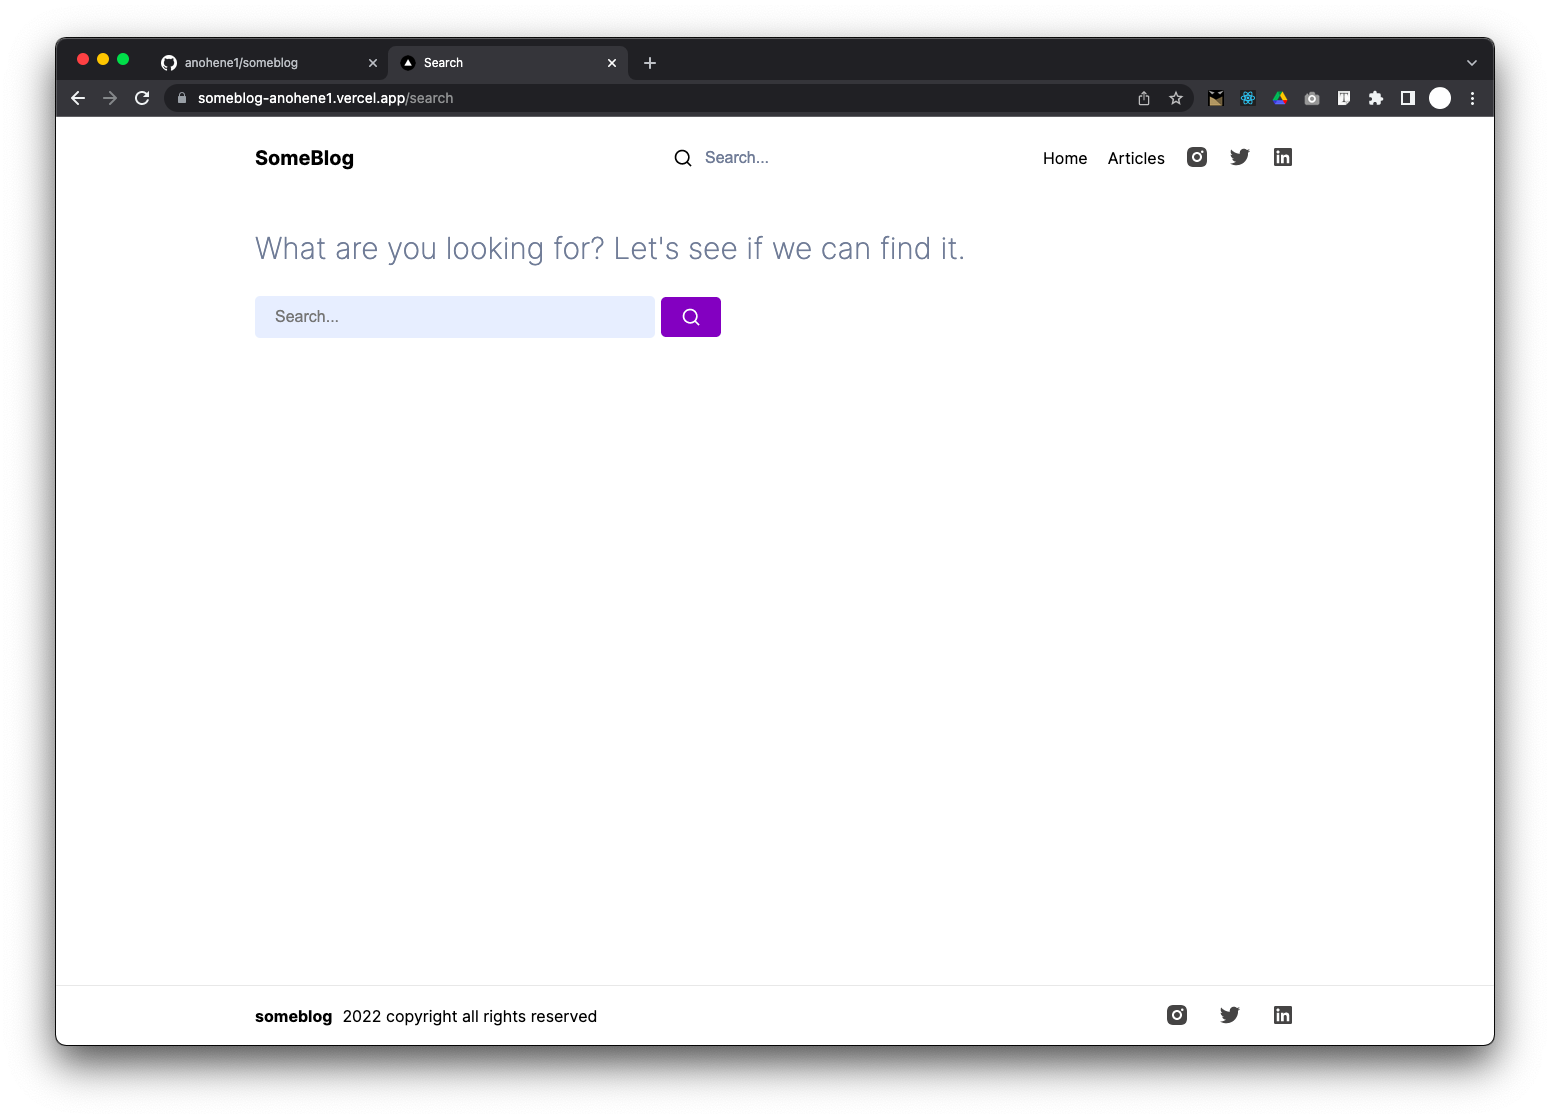 anohene1/someblog
Search
someblog-anohene1.vercel.app/search
SomeBlog
Search...
Home
Articles
What are you looking for? Let's see if we can find it.
Search...
someblog 2022 copyright all rights reserved